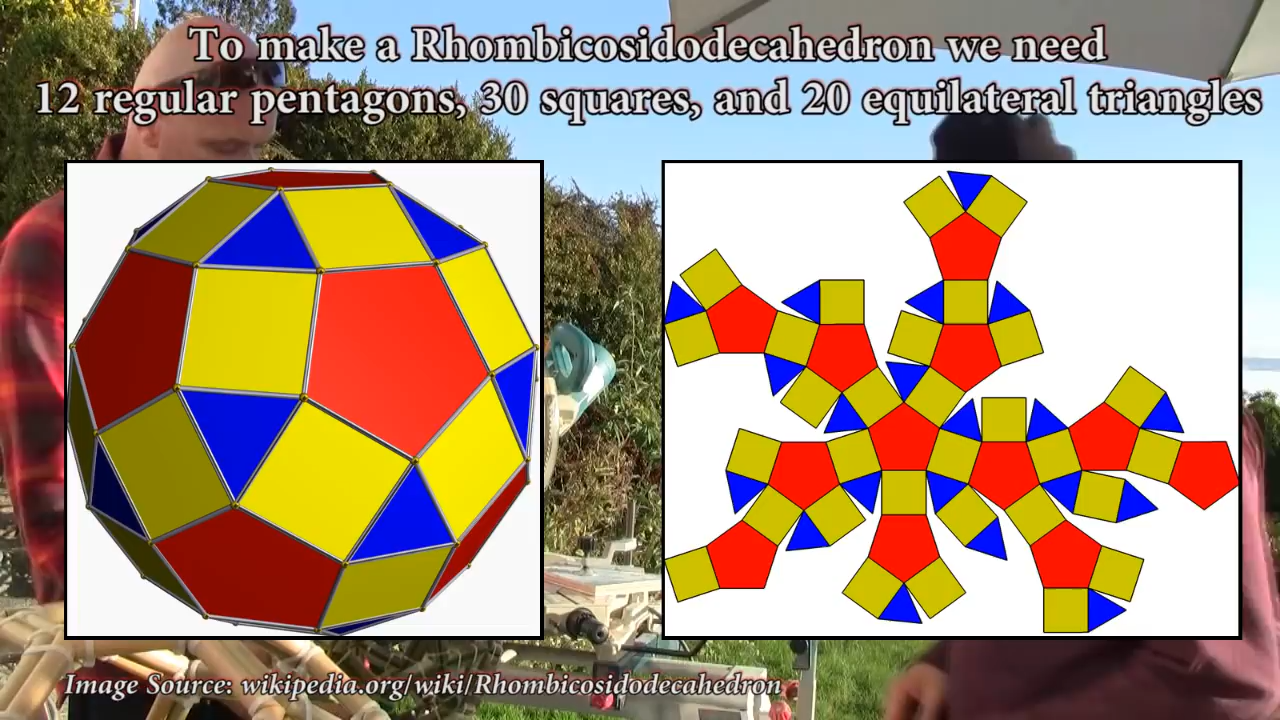 To make a Rhombicosidodecahedron we need
12 regular pentagons, 30 squares, and 20 equilateral triangles
Image Source: wikipedia.org/wiki/Rhombicosidodecahedron